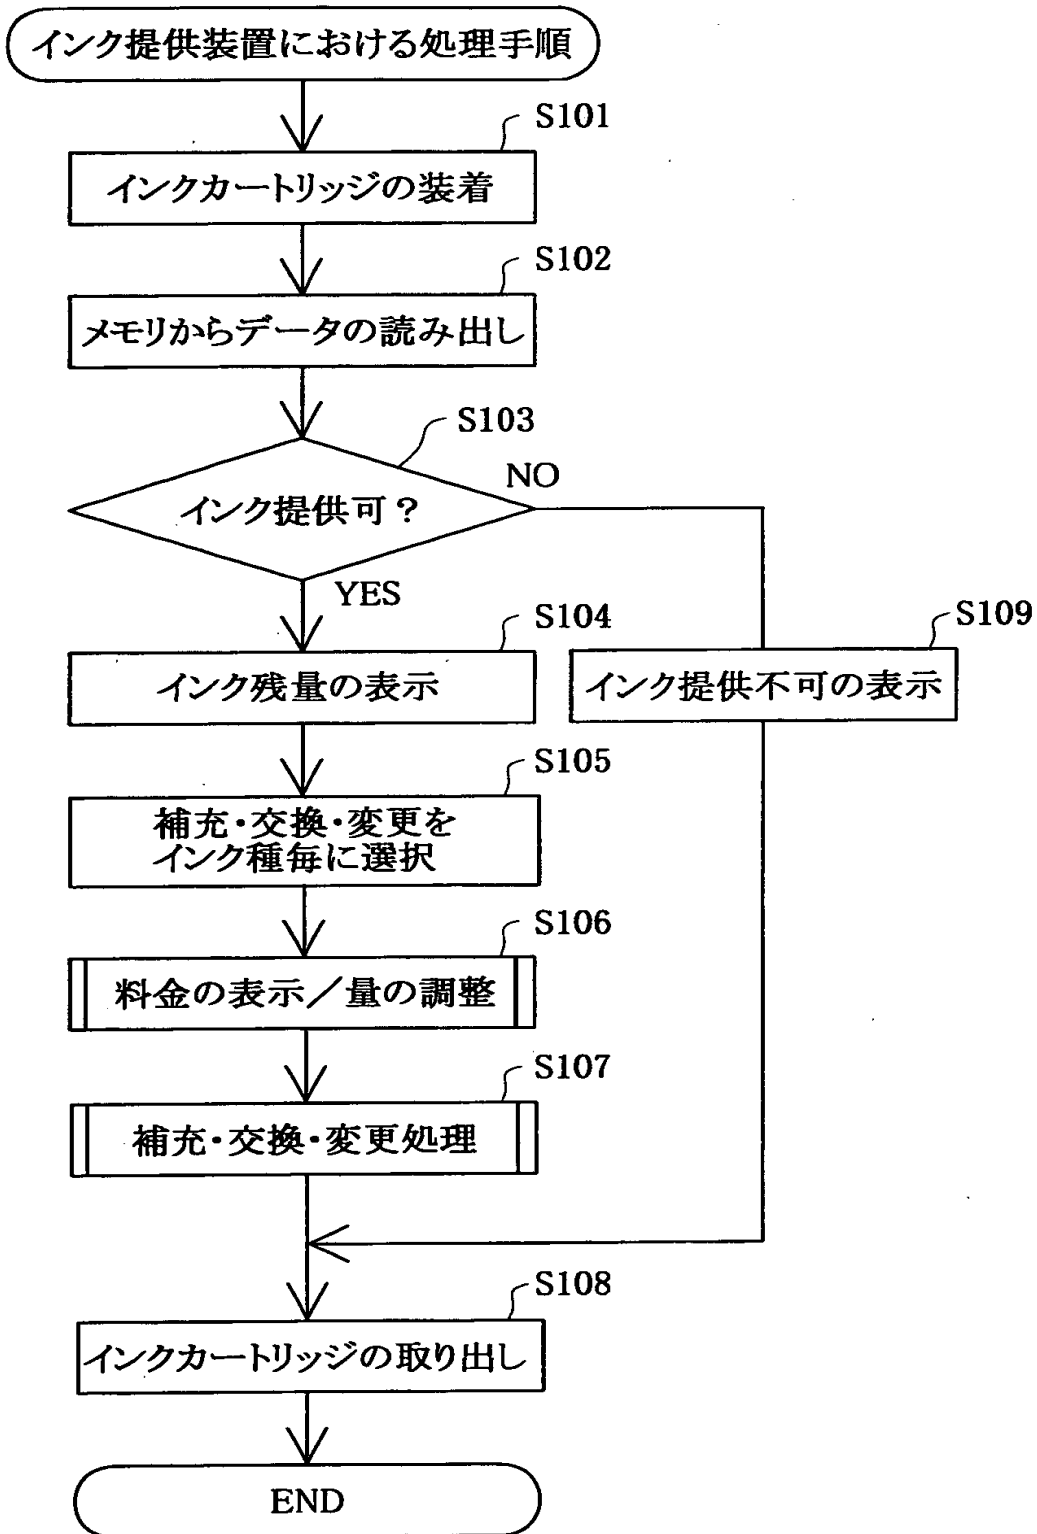 インク提供装置における処理手順
S101
インクカートリッジの装着
S102
メモリからデータの読み出し
S103
インク提供可？
NO
YES
S104
インク残量の表示
S109
インク提供不可の表示
S105
補充・交換・変更を
インク種毎に選択
S106
料金の表示／量の調整
S107
補充・交換・変更処理
S108
インクカートリッジの取り出し
END